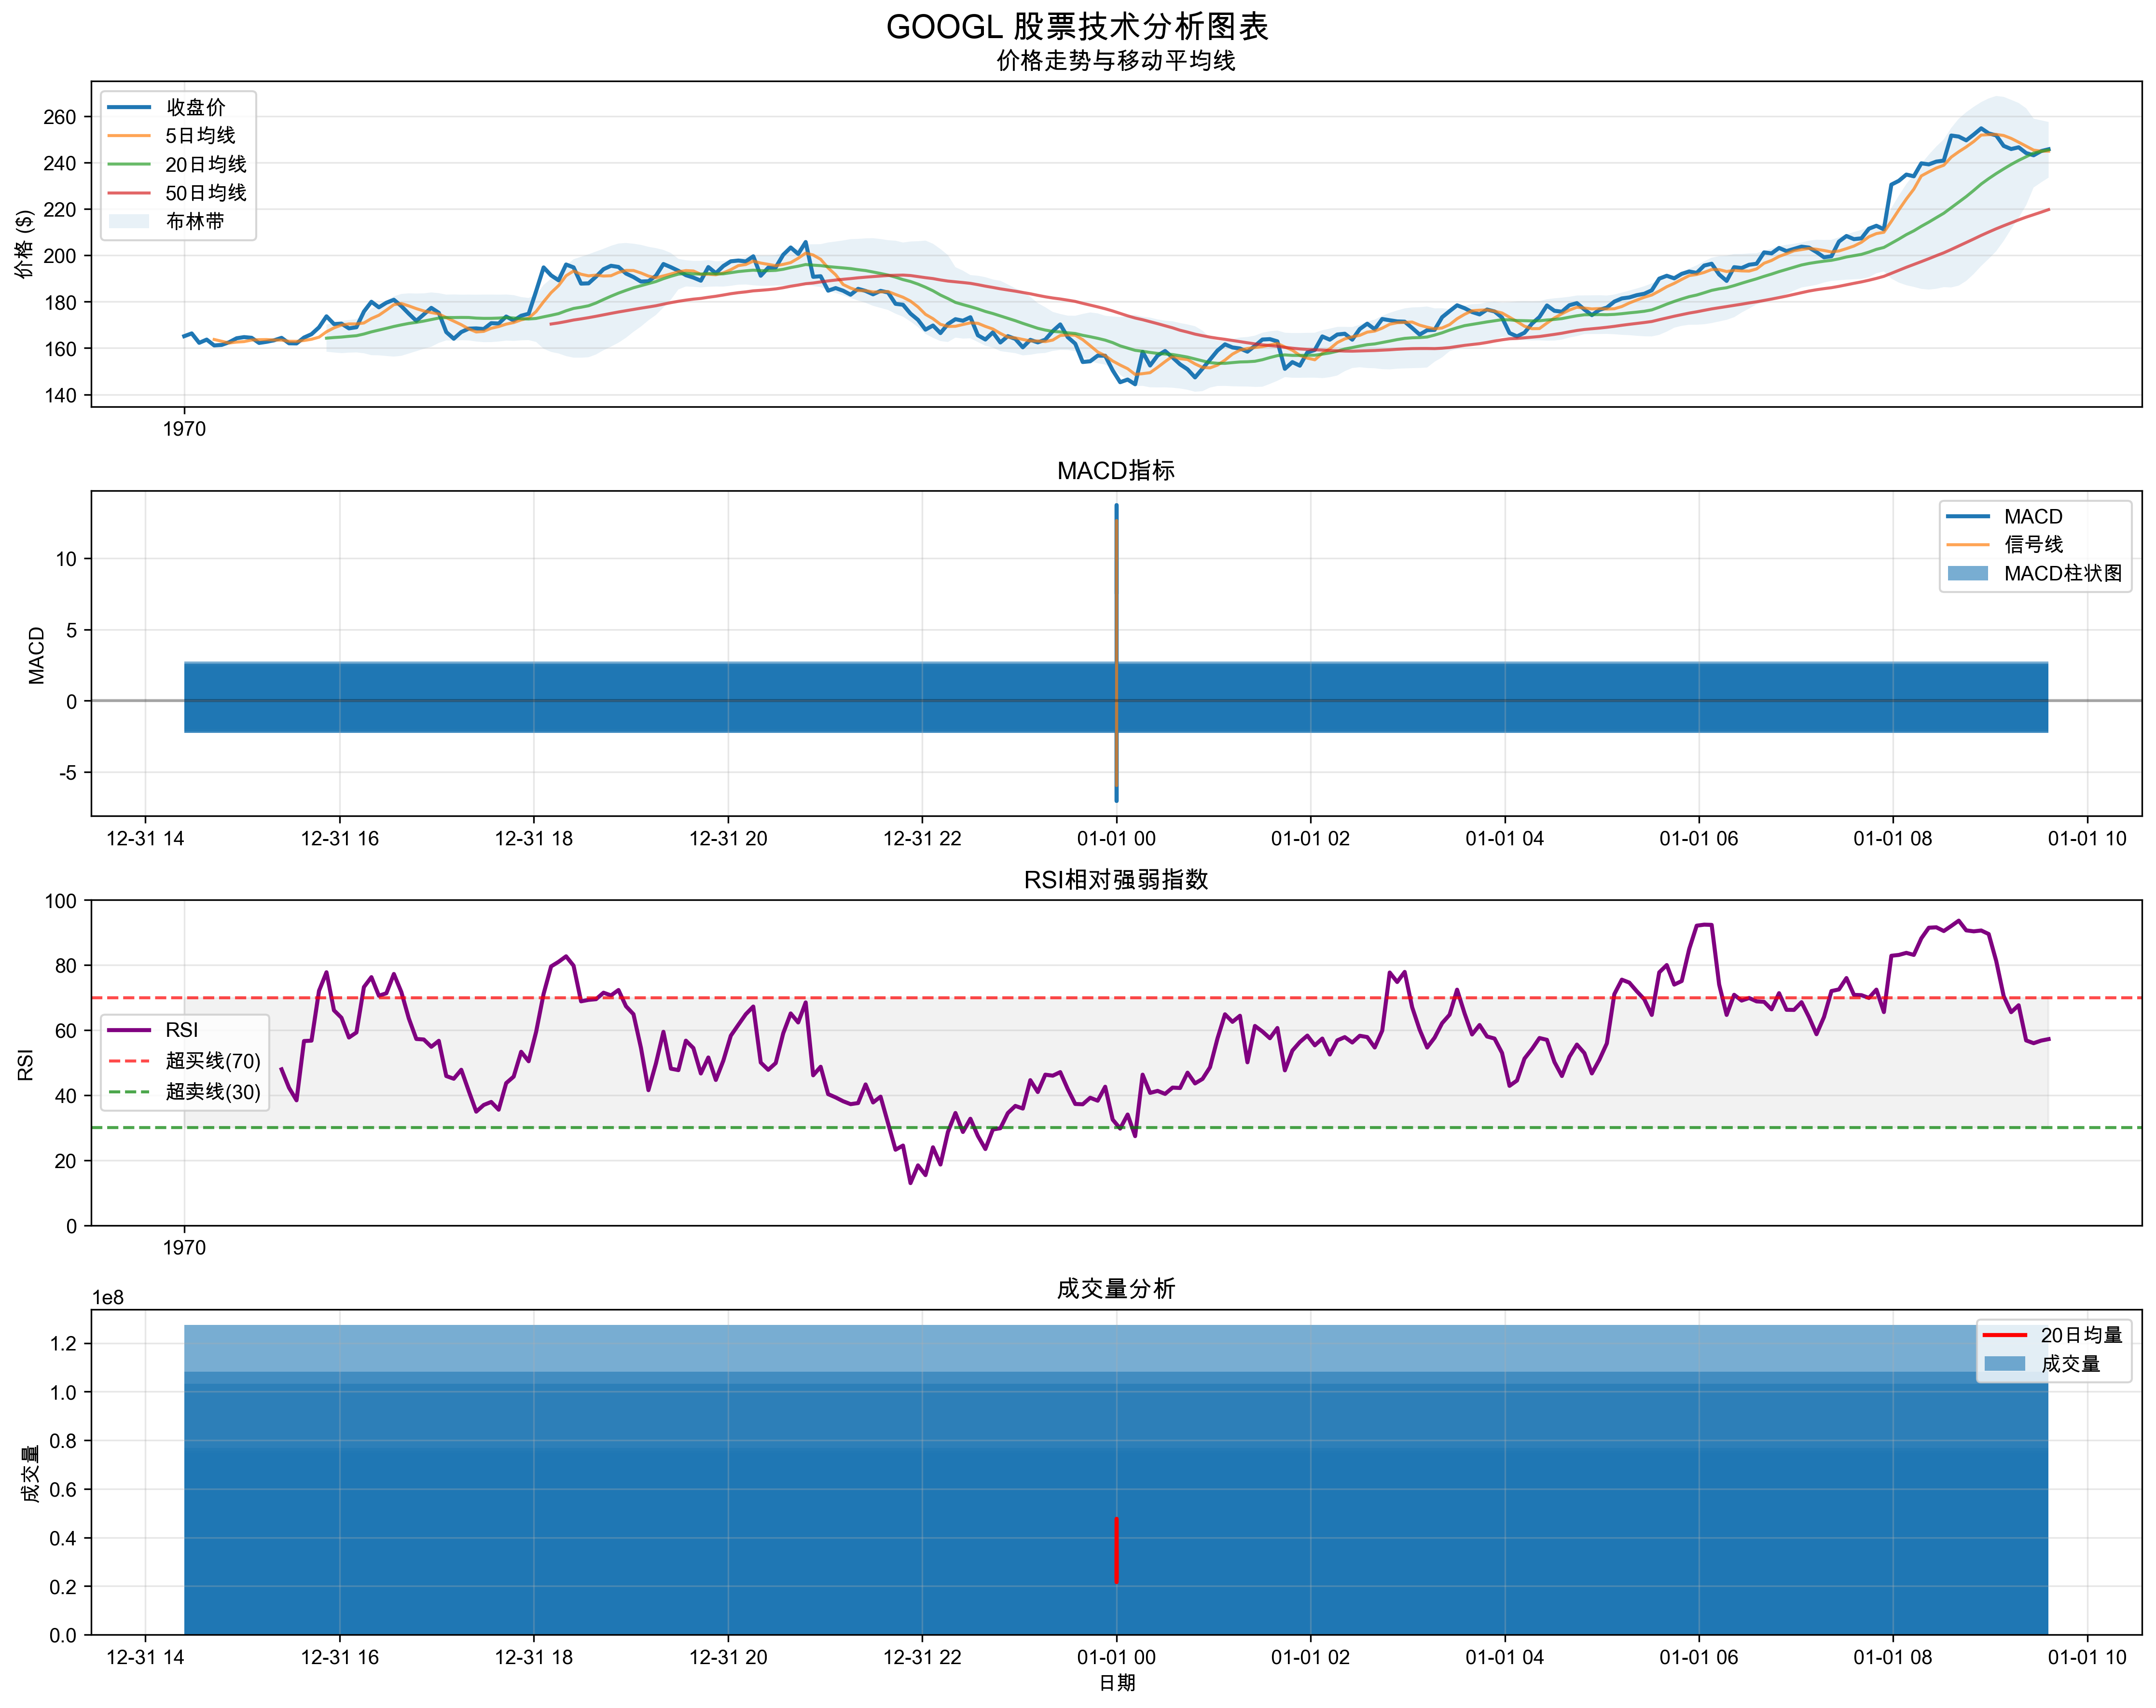 GOOGL 股票技术分析图表
价格走势与移动平均线
收盘价
5日均线
20日均线
50日均线
布林带
价格 ($)
260
240
220
200
180
160
140
1970
MACD指标
MACD
信号线
MACD柱状图
MACD
10
5
0
-5
12-31 14 12-31 16 12-31 18 12-31 20 12-31 22 01-01 00 01-01 02 01-01 04 01-01 06 01-01 08 01-01 10
RSI相对强弱指数
RSI
超买线(70)
超卖线(30)
RSI
100
80
60
40
20
0
1970
成交量分析
1e8
20日均量
成交量
成交量
1.2
1.0
0.8
0.6
0.4
0.2
0.0
12-31 14 12-31 16 12-31 18 12-31 20 12-31 22 01-01 00 01-01 02 01-01 04 01-01 06 01-01 08 01-01 10
日期